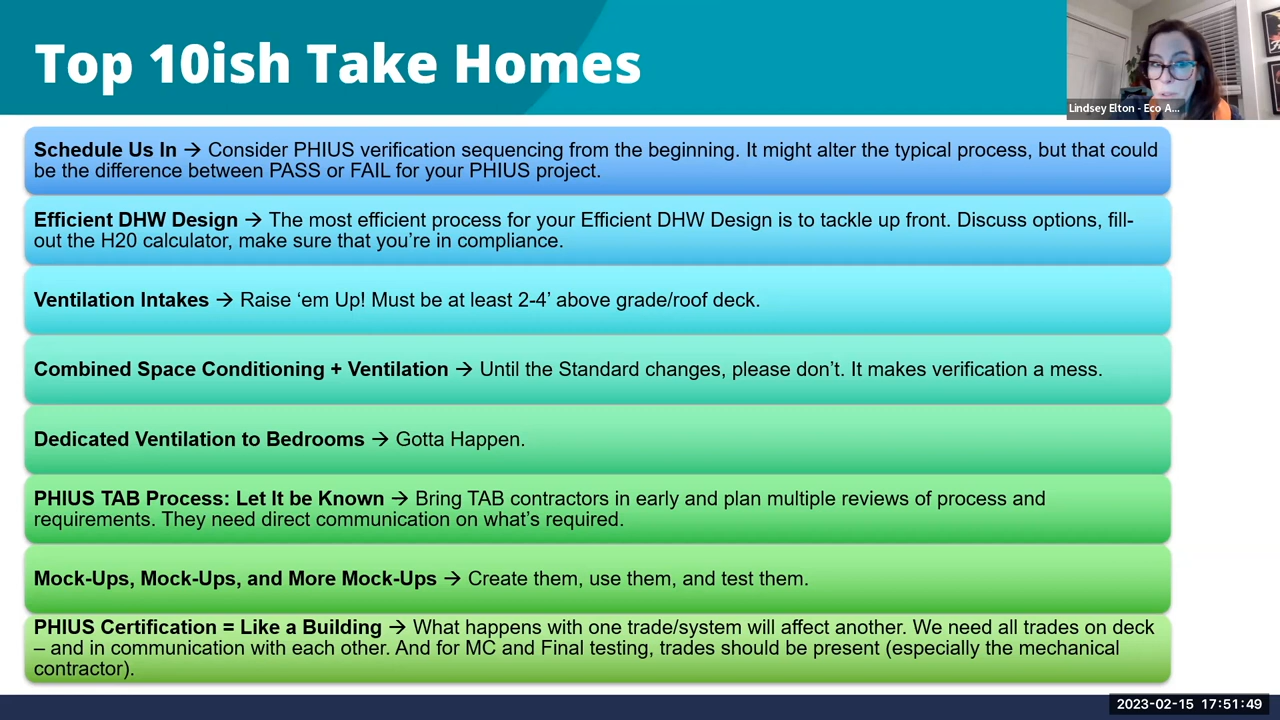 Top 10ish Take Homes
Lindsey Elton - Eco A...
Schedule Us In → Consider PHIUS verification sequencing from the beginning. It might alter the typical process, but that could
be the difference between PASS or FAIL for your PHIUS project.
Efficient DHW Design → The most efficient process for your Efficient DHW Design is to tackle up front. Discuss options, fill-
out the H20 calculator, make sure that you're in compliance.
Ventilation Intakes → Raise 'em Up! Must be at least 2-4' above grade/roof deck.
Combined Space Conditioning + Ventilation → Until the Standard changes, please don't. It makes verification a mess.
Dedicated Ventilation to Bedrooms → Gotta Happen.
PHIUS TAB Process: Let It be Known → Bring TAB contractors in early and plan multiple reviews of process and
requirements. They need direct communication on what's required.
Mock-Ups, Mock-Ups, and More Mock-Ups → Create them, use them, and test them.
PHIUS Certification = Like a Building → What happens with one trade/system will affect another. We need all trades on deck
– and in communication with each other. And for MC and Final testing, trades should be present (especially the mechanical
contractor).
2023-02-15 17:51:49